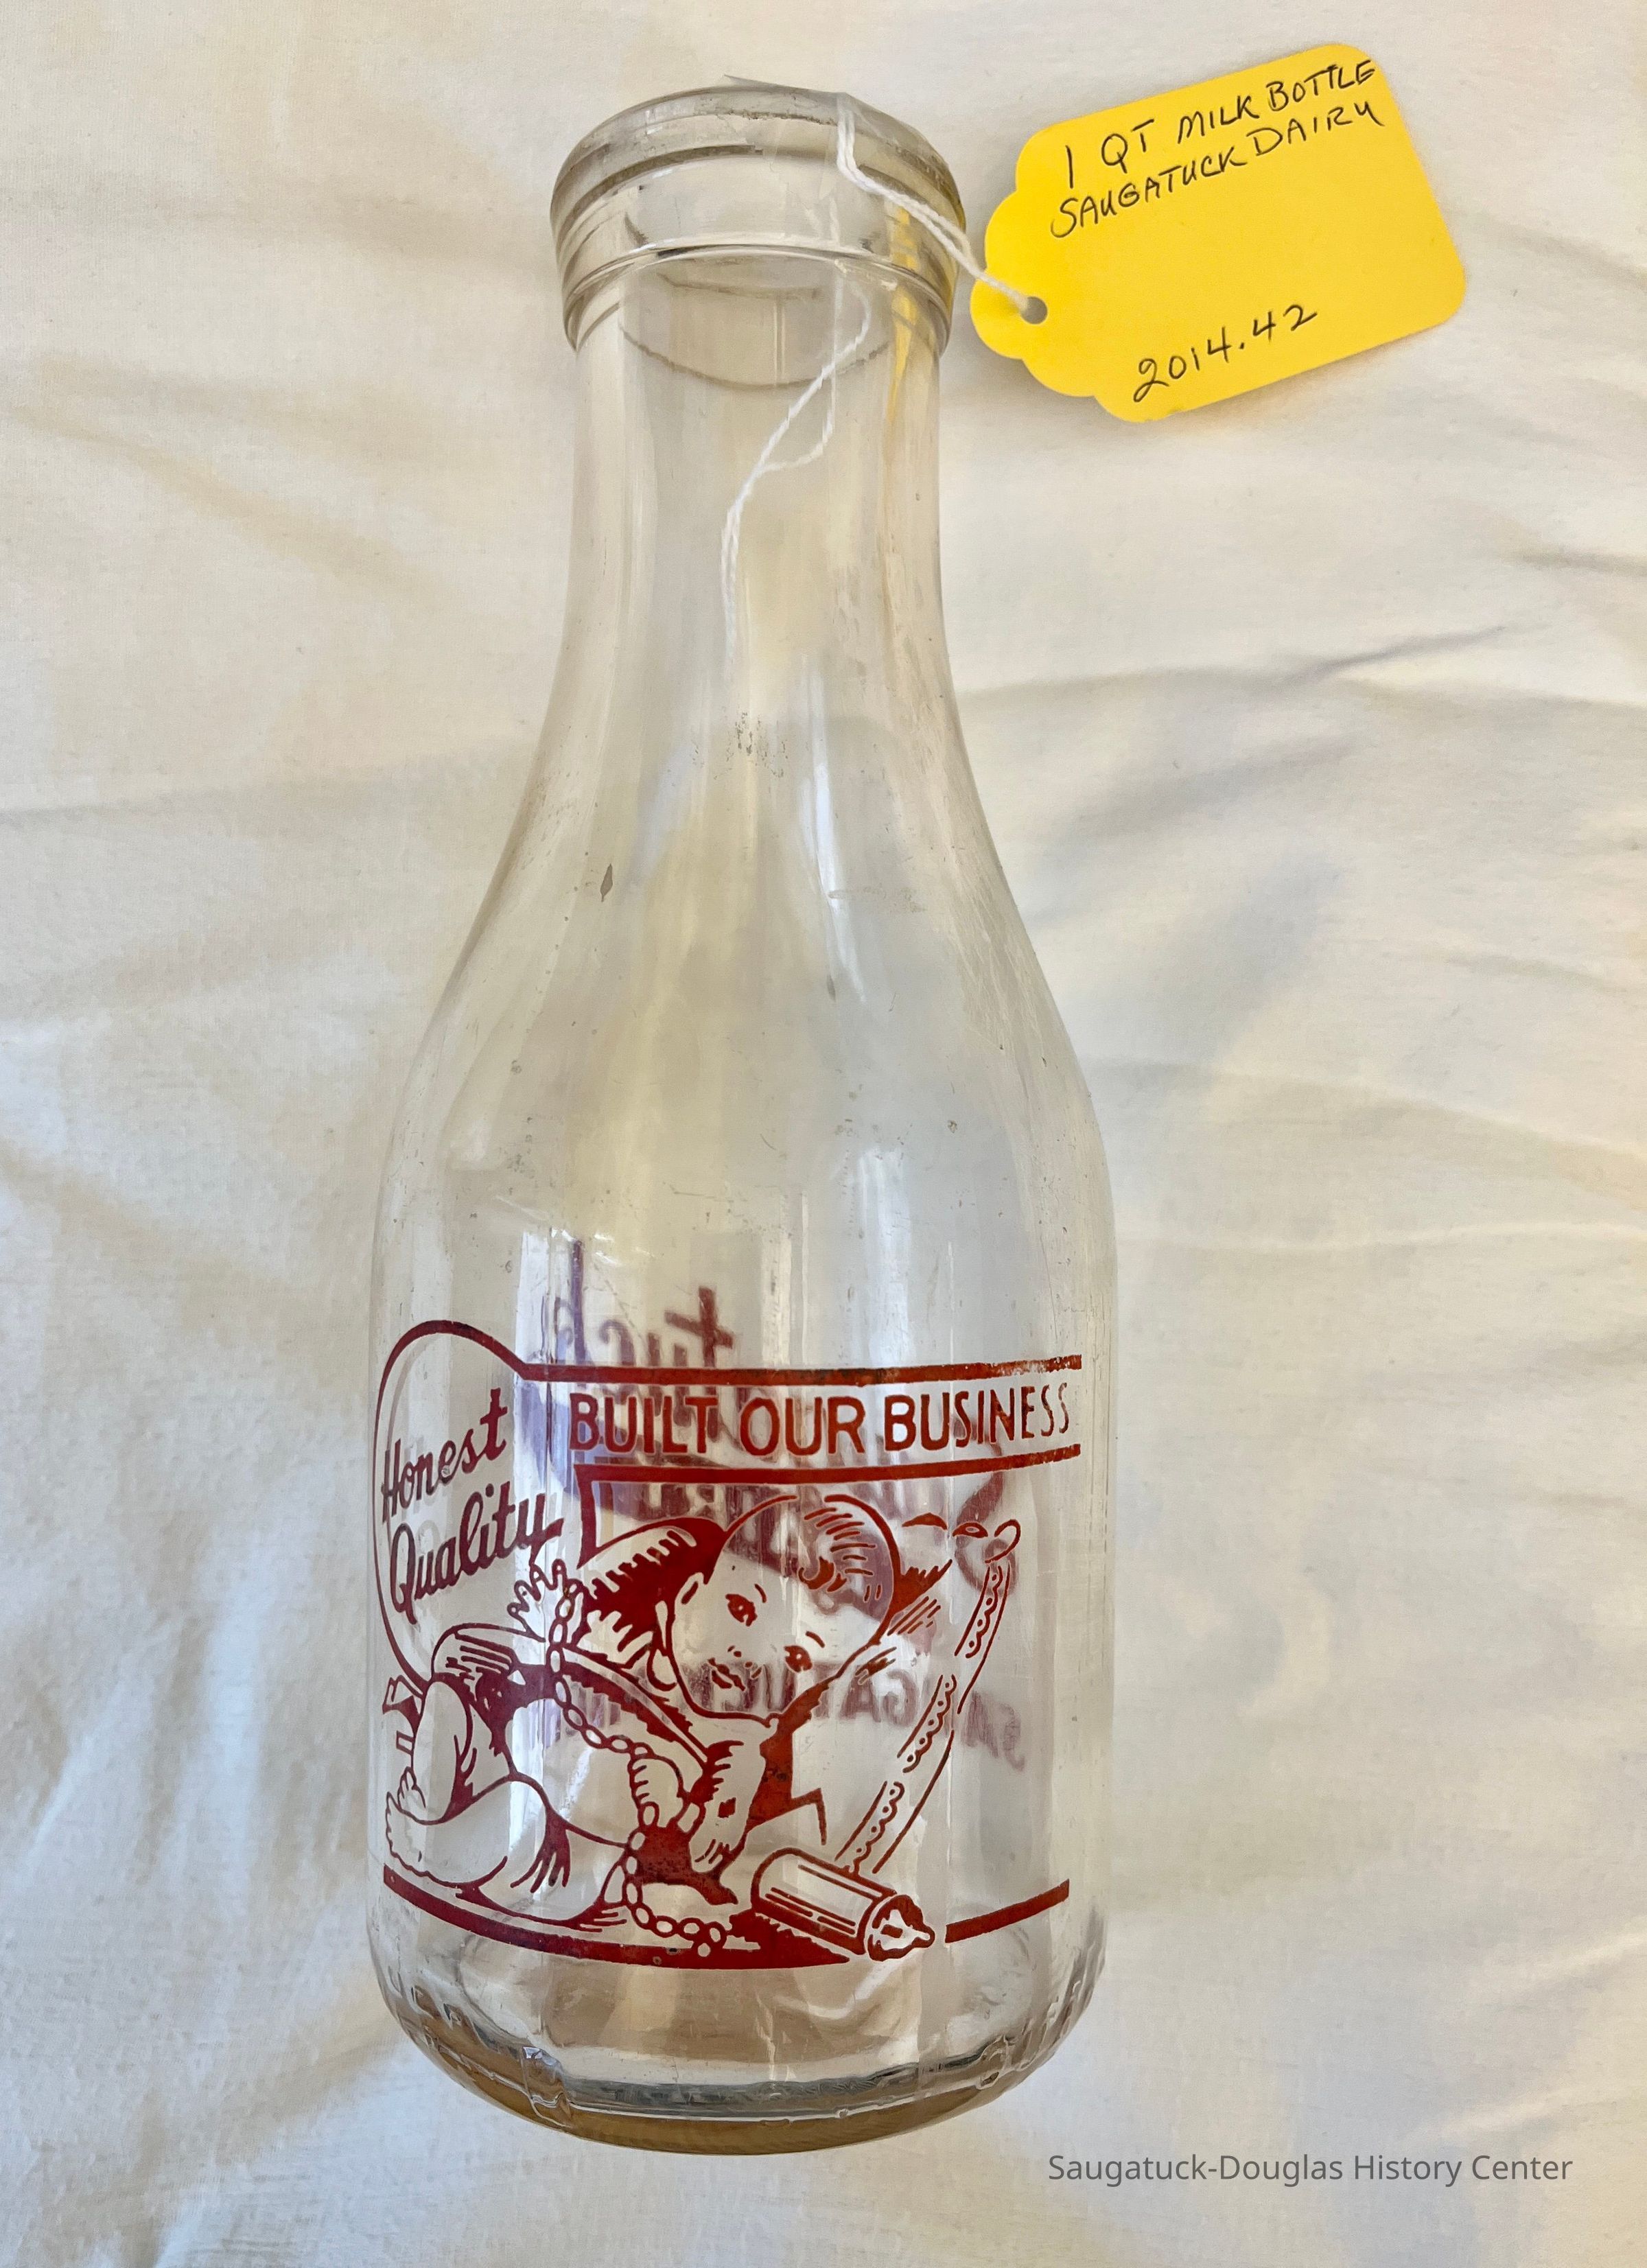 1 QT MILK BOTTLE
SAUGATUCK DAIRY
2014.42
Honest
Quality
BUILT OUR BUSINESS
Saugatuck-Douglas History Center